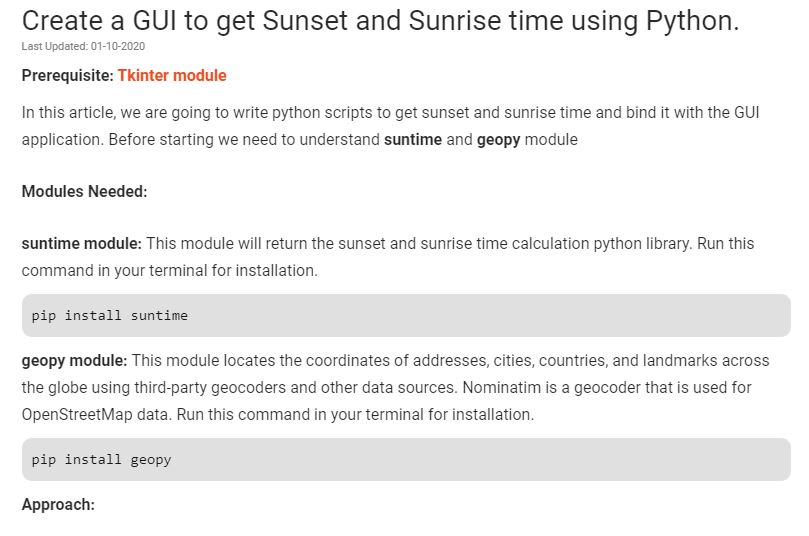 Create a GUI to get Sunset and Sunrise time using Python.
Last Updated: 01-10-2020
Prerequisite: Tkinter module
In this article, we are going to write python scripts to get sunset and sunrise time and bind it with the GUI
application. Before starting we need to understand suntime and geopy module
Modules Needed:
suntime module: This module will return the sunset and sunrise time calculation python library. Run this
command in your terminal for installation.
pip install suntime
geopy module: This module locates the coordinates of addresses, cities, countries, and landmarks across
the globe using third-party geocoders and other data sources. Nominatim is a geocoder that is used for
OpenStreetMap data. Run this command in your terminal for installation.
pip install geopy
Approach: